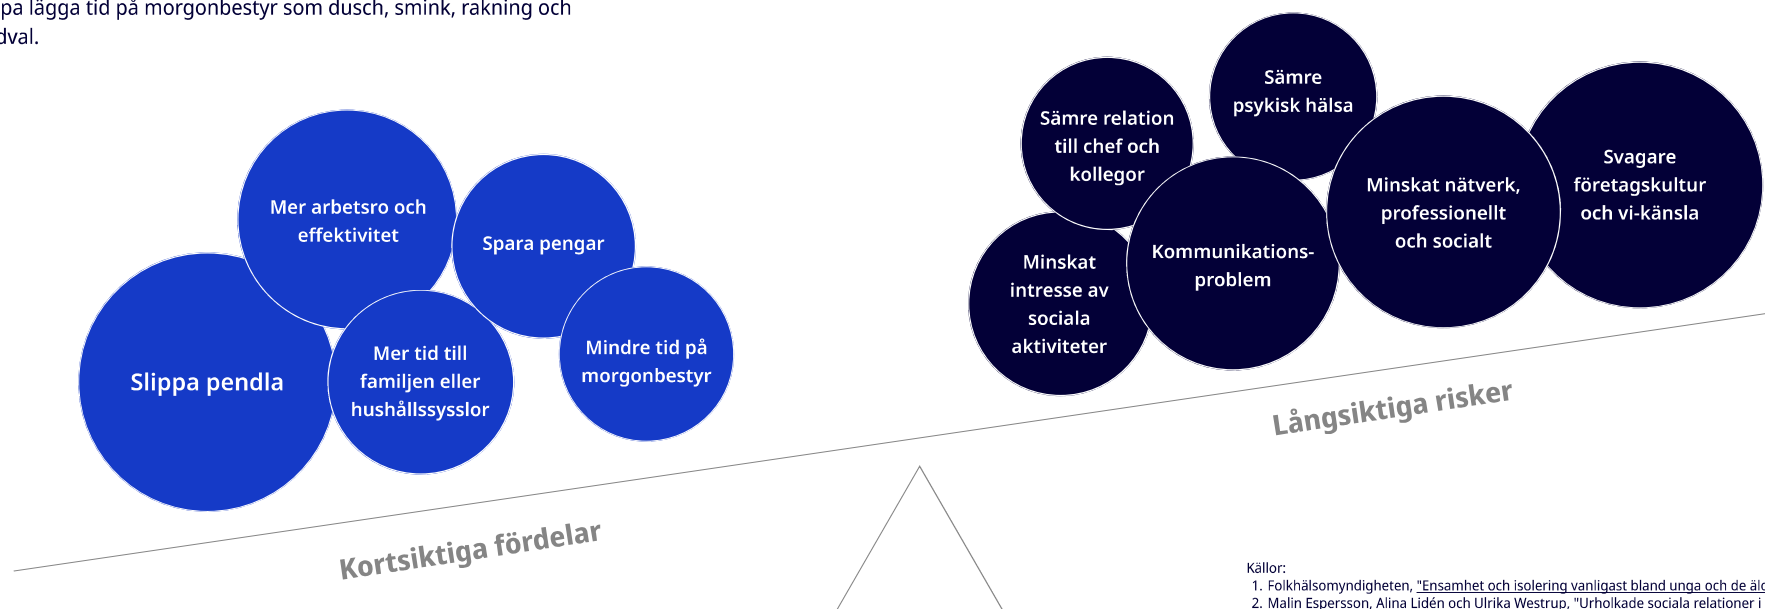 pa lägga tid på morgonbestyr som dusch, smink, rakning och
dval.
Mer arbetsro och
effektivitet
Spara pengar
Slippa pendla
Mer tid till
familjen eller
hushållssysslor
Mindre tid på
morgonbestyr
Kortsiktiga fördelar
Sämre relation
till chef och
kollegor
Sämre
psykisk hälsa
Minskat
intresse av
sociala
aktiviteter
Kommunikations-
problem
Minskat nätverk,
professionellt
och socialt
Svagare
företagskultur
och vi-känsla
Långsiktiga risker
Källor:
1. Folkhälsomyndigheten, "Ensamhet och isolering vanligast bland unga och de äld
2. Malin Espersson, Alina Lidén och Ulrika Westrup, "Urholkade sociala relationer i